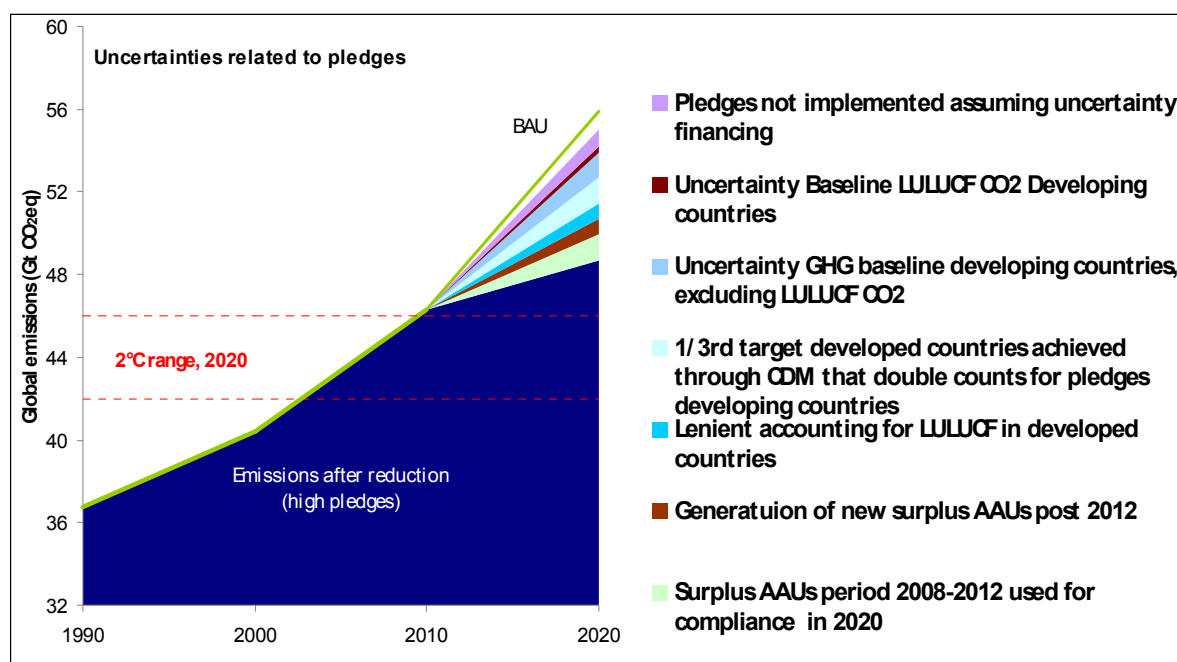 60
56
52
48
44
40
36
32
Global emissions (Gt CO2eq)
Uncertainties related to pledges
BAU
2°C range, 2020
Emissions after reduction
(high pledges)
1990
2000
2010
2020
Pledges not implemented assuming uncertainty
financing
Uncertainty Baseline LULUCF CO2 Developing
countries
Uncertainty GHG baseline developing countries,
excluding LULUCF CO2
1/3rd target developed countries achieved
through CDM that double counts for pledges
developing countries
Lenient accounting for LULUCF in developed
countries
Generatuion of new surplus AAUs post 2012
Surplus AAUs period 2008-2012 used for
compliance in 2020